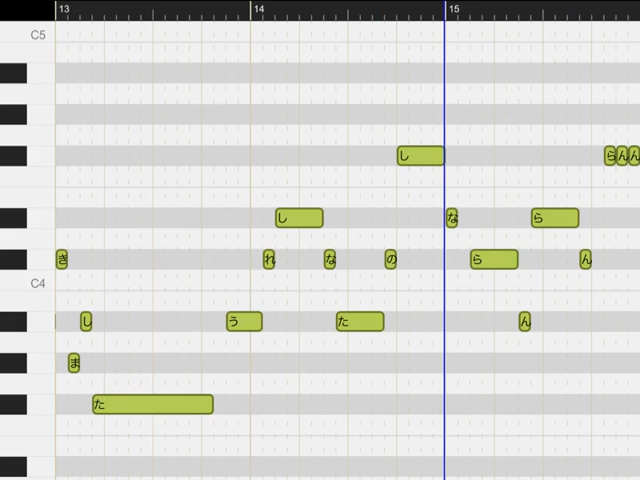 13 14 15
C5
し らんん
し な ら
き れ な の ら ん
C4
し う た ん
ま
た